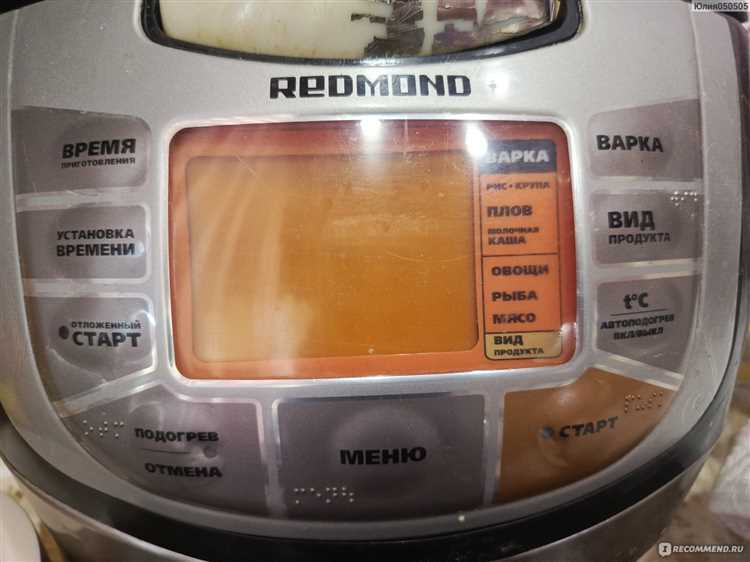 Юлия050505
REDMOND
ВРЕМЯ
ПРИГОТОВЛЕНИЯ
УСТАНОВКА
ВРЕМЕНИ
ОТЛОЖЕННЫЙ
СТАРТ
ПОДОГРЕВ
ОТМЕНА
МЕНЮ
ВАРКА
РИС • КРУПА
ПЛОВ
МОЛОЧНАЯ
КАША
ОВОЩИ
РЫБА
МЯСО
ВИД
ПРОДУКТА
ВАРКА
ВИД
ПРОДУКТА
t°C
АВТОПОДОГРЕВ
ВКЛ/ВЫКЛ
СТАРТ
IRECOMMEND.RU